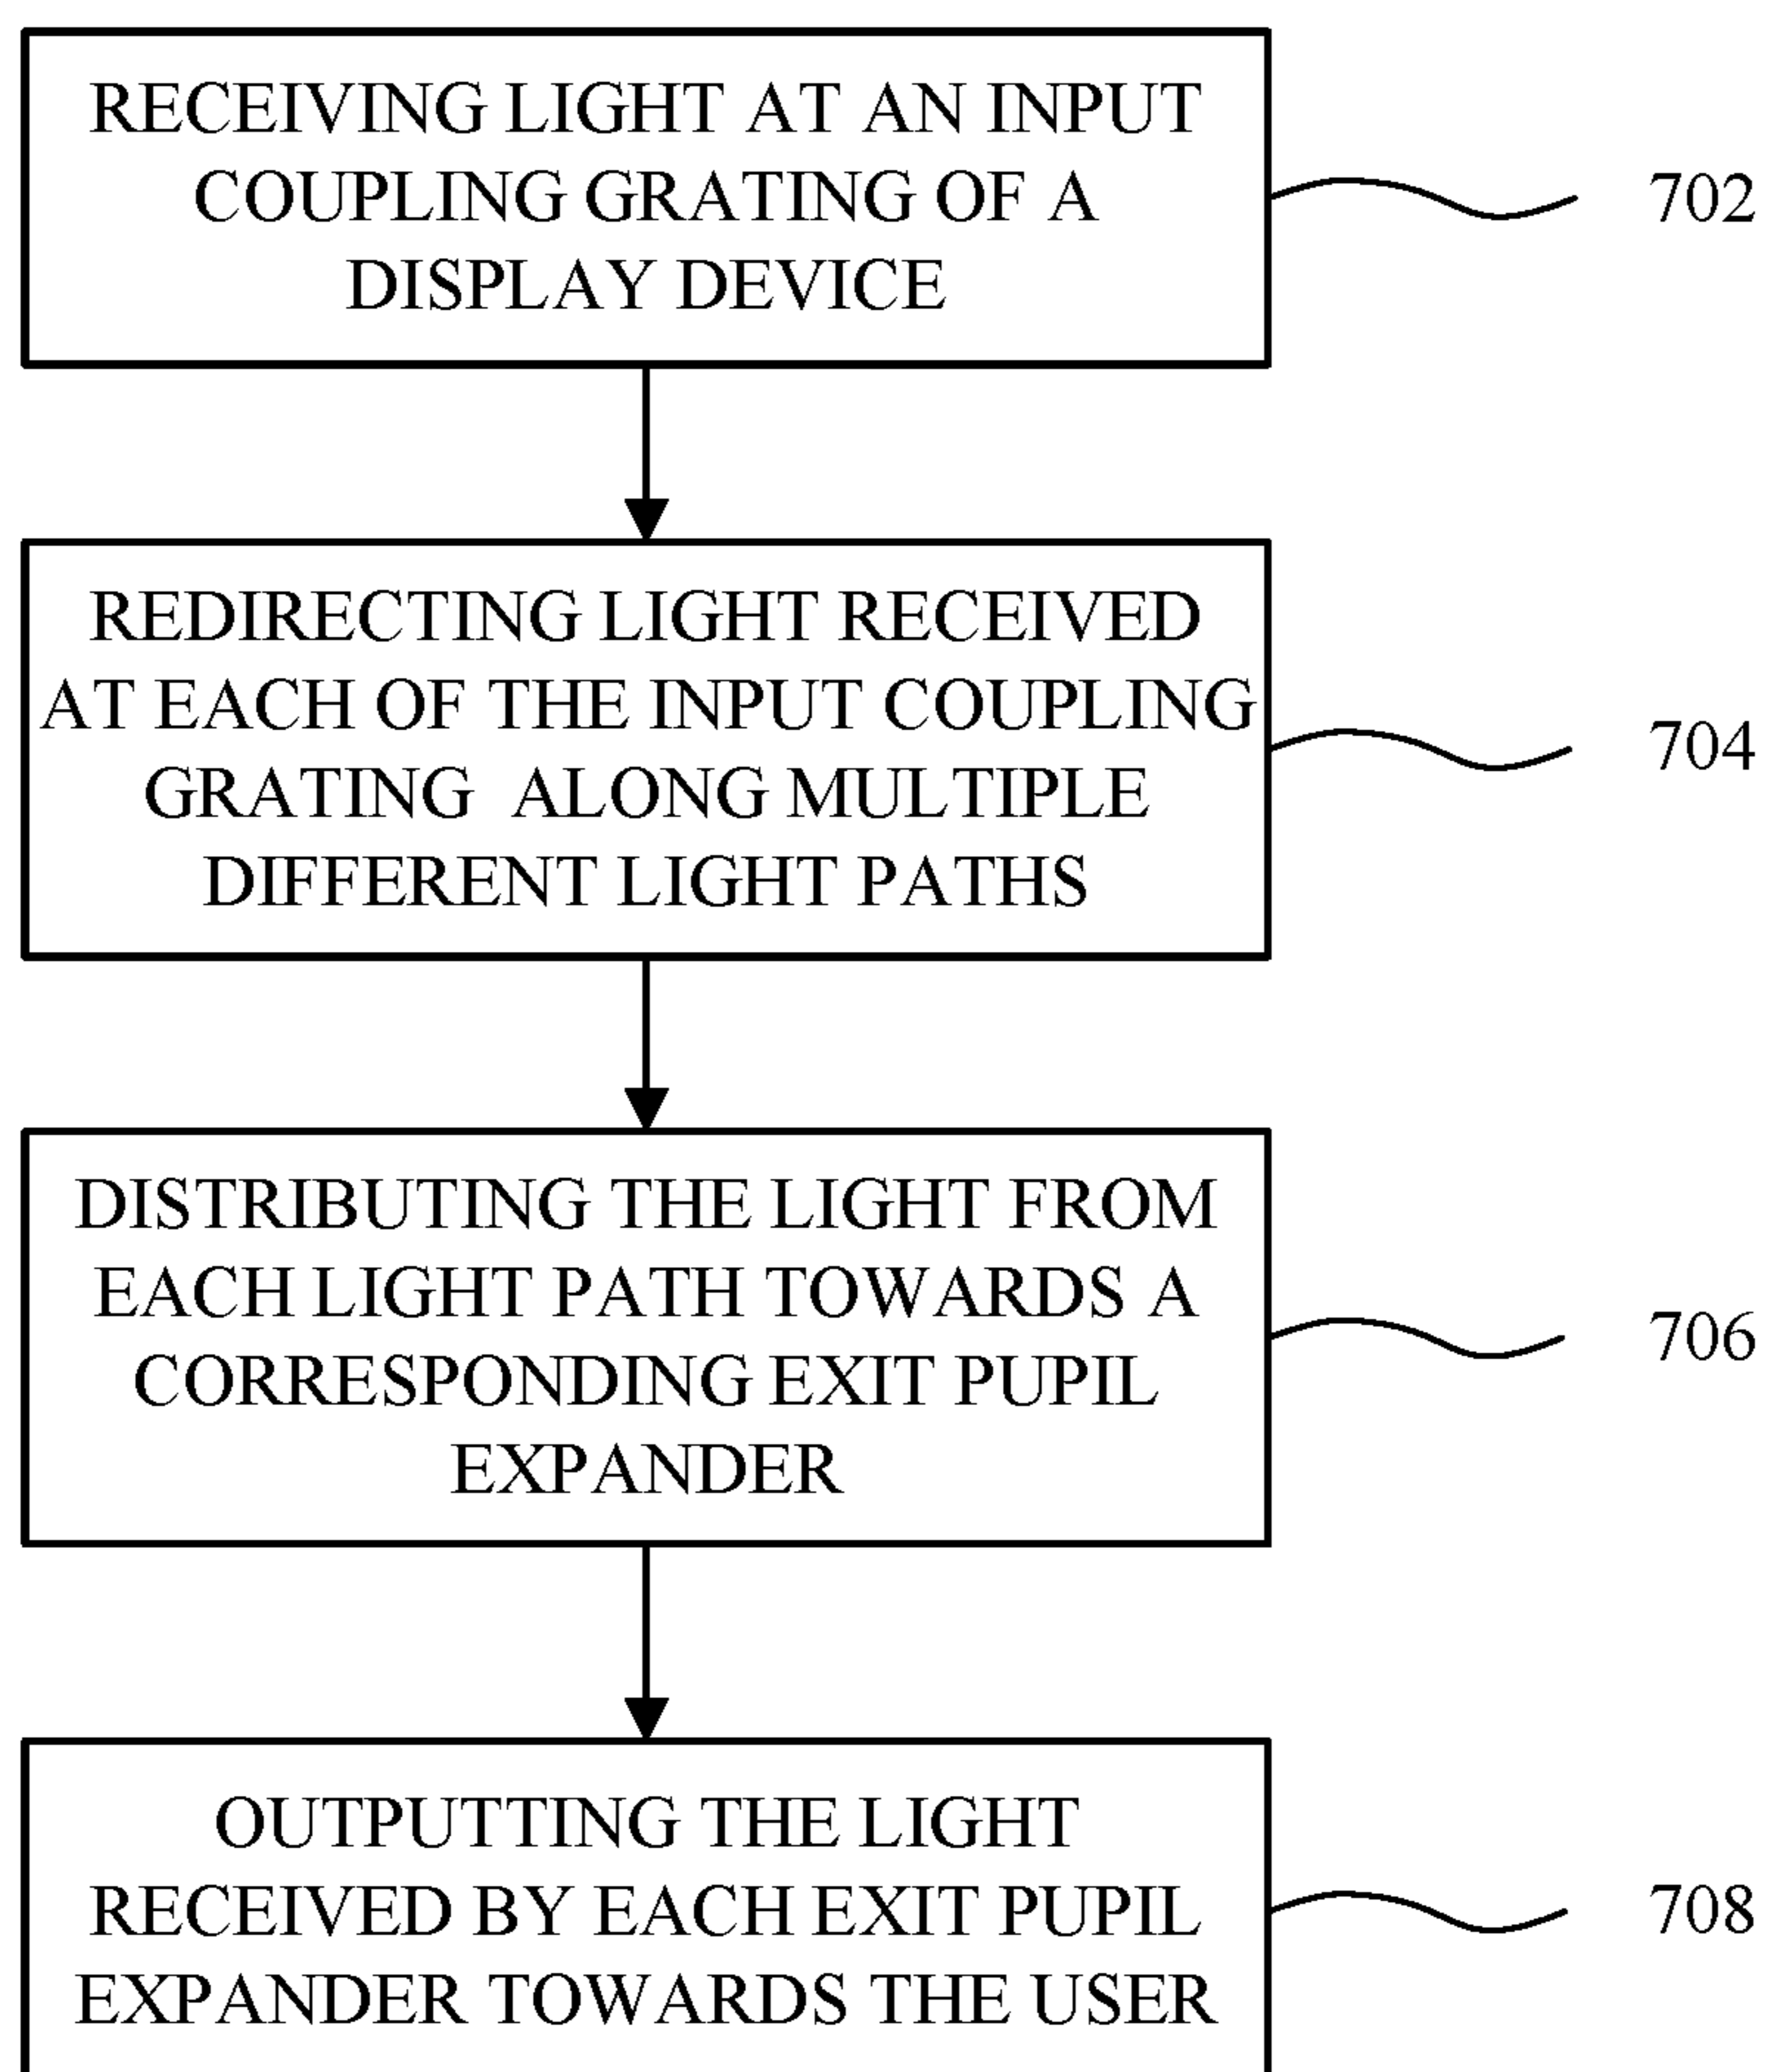 RECEIVING LIGHT AT AN INPUT
COUPLING GRATING OF A
DISPLAY DEVICE
702
REDIRECTING LIGHT RECEIVED
AT EACH OF THE INPUT COUPLING
GRATING ALONG MULTIPLE
DIFFERENT LIGHT PATHS
704
DISTRIBUTING THE LIGHT FROM
EACH LIGHT PATH TOWARDS A
CORRESPONDING EXIT PUPIL
EXPANDER
706
OUTPUTTING THE LIGHT
RECEIVED BY EACH EXIT PUPIL
EXPANDER TOWARDS THE USER
708